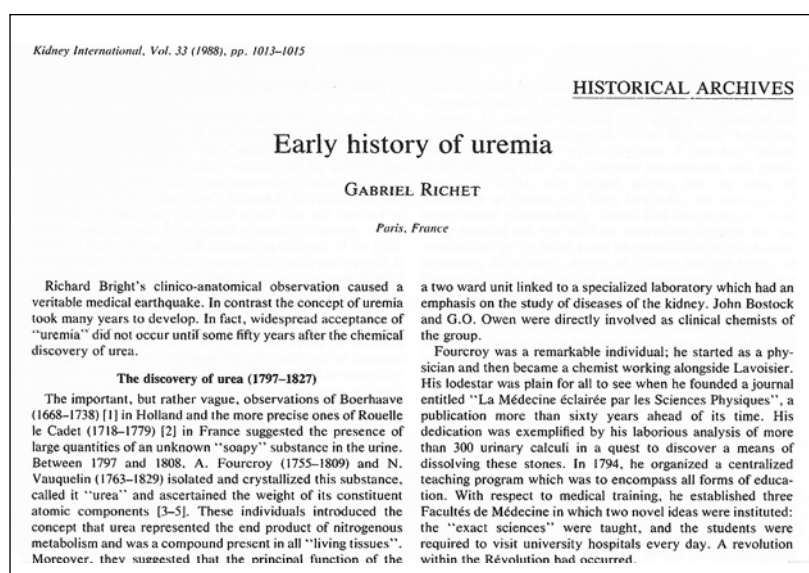 Kidney International, Vol. 33 (1988), pp. 1013–1015
HISTORICAL ARCHIVES
Early history of uremia
GABRIEL RICHET
Paris, France
Richard Bright's clinico-anatomical observation caused a
veritable medical earthquake. In contrast the concept of uremia
took many years to develop. In fact, widespread acceptance of
"uremia" did not occur until some fifty years after the chemical
discovery of urea.
The discovery of urea (1797–1827)
The important, but rather vague, observations of Boerhaave
(1668–1738) [1] in Holland and the more precise ones of Rouelle
le Cadet (1718–1779) [2] in France suggested the presence of
large quantities of an unknown "soapy" substance in the urine.
Between 1797 and 1808, A. Fourcroy (1755–1809) and N.
Vauquelin (1763–1829) isolated and crystallized this substance,
called it "urea" and ascertained the weight of its constituent
atomic components [3–5]. These individuals introduced the
concept that urea represented the end product of nitrogenous
metabolism and was a compound present in all "living tissues".
Moreover, they suggested that the principal function of the
a two ward unit linked to a specialized laboratory which had an
emphasis on the study of diseases of the kidney. John Bostock
and G.O. Owen were directly involved as clinical chemists of
the group.
Fourcroy was a remarkable individual; he started as a phy-
sician and then became a chemist working alongside Lavoisier.
His lodestar was plain for all to see when he founded a journal
entitled "La Médecine éclairée par les Sciences Physiques", a
publication more than sixty years ahead of its time. His
dedication was exemplified by his laborious analysis of more
than 300 urinary calculi in a quest to discover a means of
dissolving these stones. In 1794, he organized a centralized
teaching program which was to encompass all forms of educa-
tion. With respect to medical training, he established three
Facultés de Médecine in which two novel ideas were instituted:
the "exact sciences" were taught, and the students were
required to visit university hospitals every day. A revolution
within the Révolution had occurred.